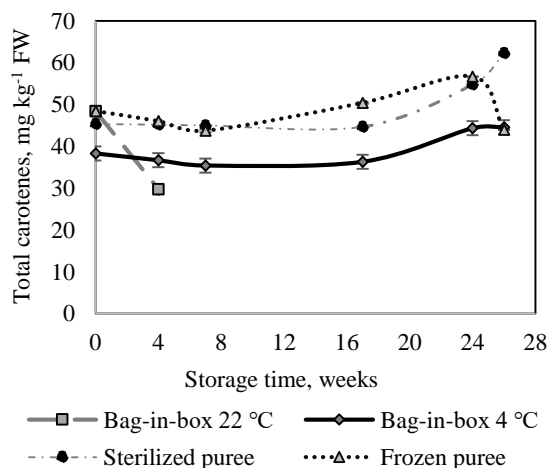 Total carotenes, mg kg-1 FW
70
60
50
40
30
20
10
0
0 4 8 12 16 20 24 28
Storage time, weeks
Bag-in-box 22 °C Bag-in-box 4 °C
Sterilized puree Frozen puree